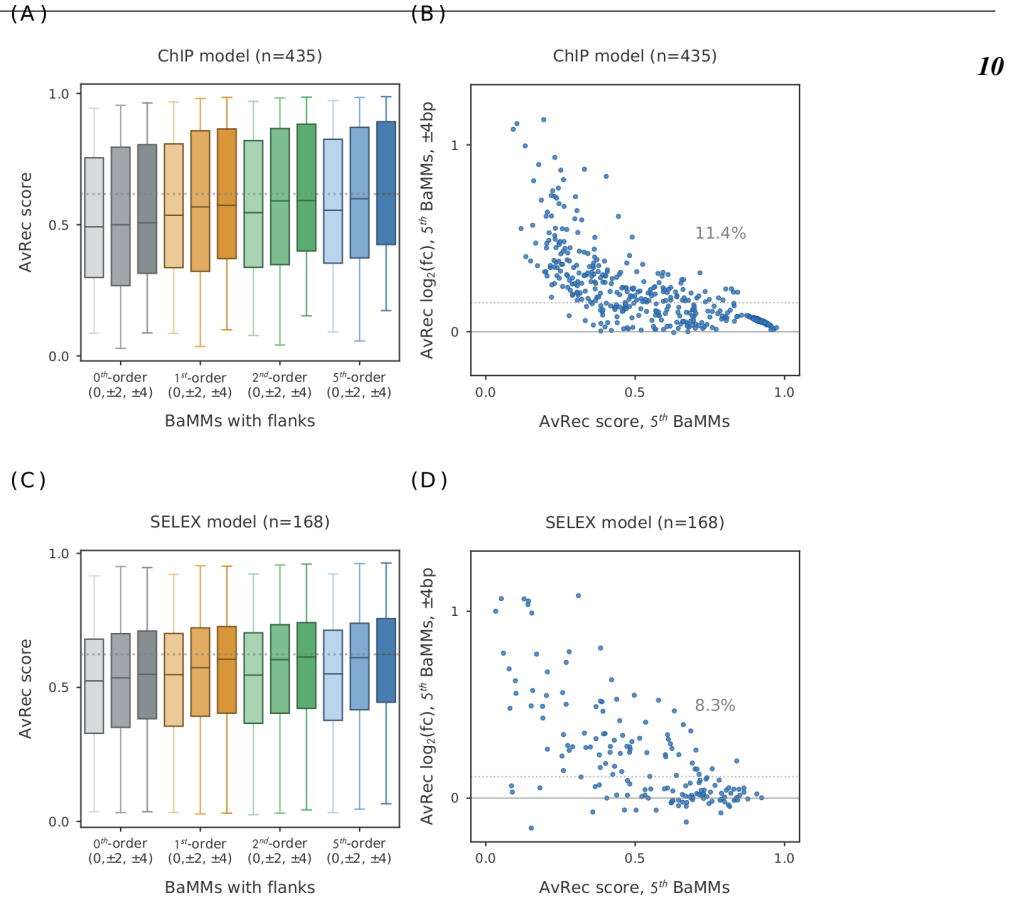 (A)
(B)
10
ChIP model (n=435)
ChIP model (n=435)
1.0
0.5
0.0
AvRec score
0th-order
(0,±2, ±4)
1st-order
(0,±2, ±4)
2nd-order
(0,±2, ±4)
5th-order
(0,±2, ±4)
BaMMs with flanks
AvRec log2(fc), 5th BaMMs, ±4bp
1
0
11.4%
0.0
0.5
1.0
AvRec score, 5th BaMMs
(C)
(D)
SELEX model (n=168)
SELEX model (n=168)
1.0
0.5
0.0
AvRec score
0th-order
(0,±2, ±4)
1st-order
(0,±2, ±4)
2nd-order
(0,±2, ±4)
5th-order
(0,±2, ±4)
BaMMs with flanks
AvRec log2(fc), 5th BaMMs, ±4bp
1
0
8.3%
0.0
0.5
1.0
AvRec score, 5th BaMMs